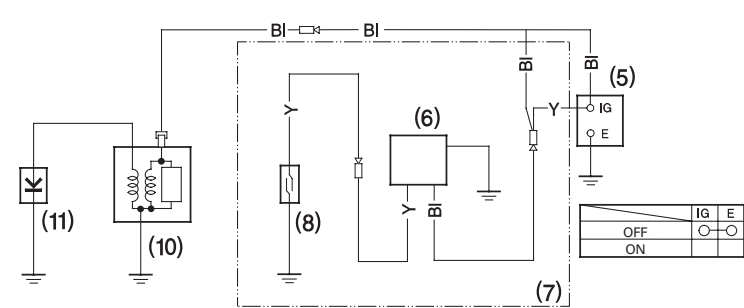 Bl Bl
Bl Bl
(5)
Y
IG
E
Y
(6)
(8)
Y Bl
(7)
(11)
(10)
IG E
OFF
ON